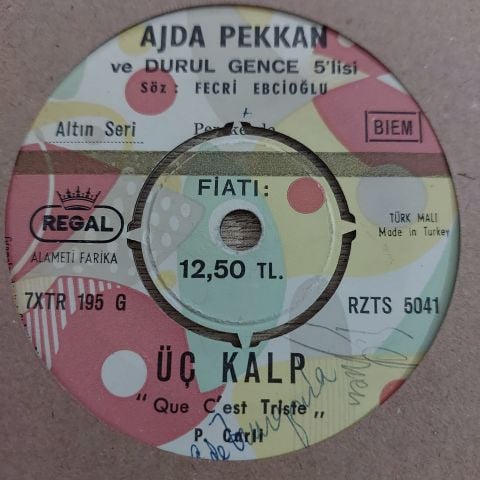 AJDA PEKKAN
ve DURUL GENCE 5'lisi
Söz : FECRİ EBCİOĞLU
Altın Seri
BIEM
FİATI:
REGAL
ALAMETİ FARİKA
TÜRK MALI
Made in Turkey
12,50 TL.
7XTR 195 G
RZTS 5041
ÜÇ KALP
"Que C'est Triste"
P. Carli